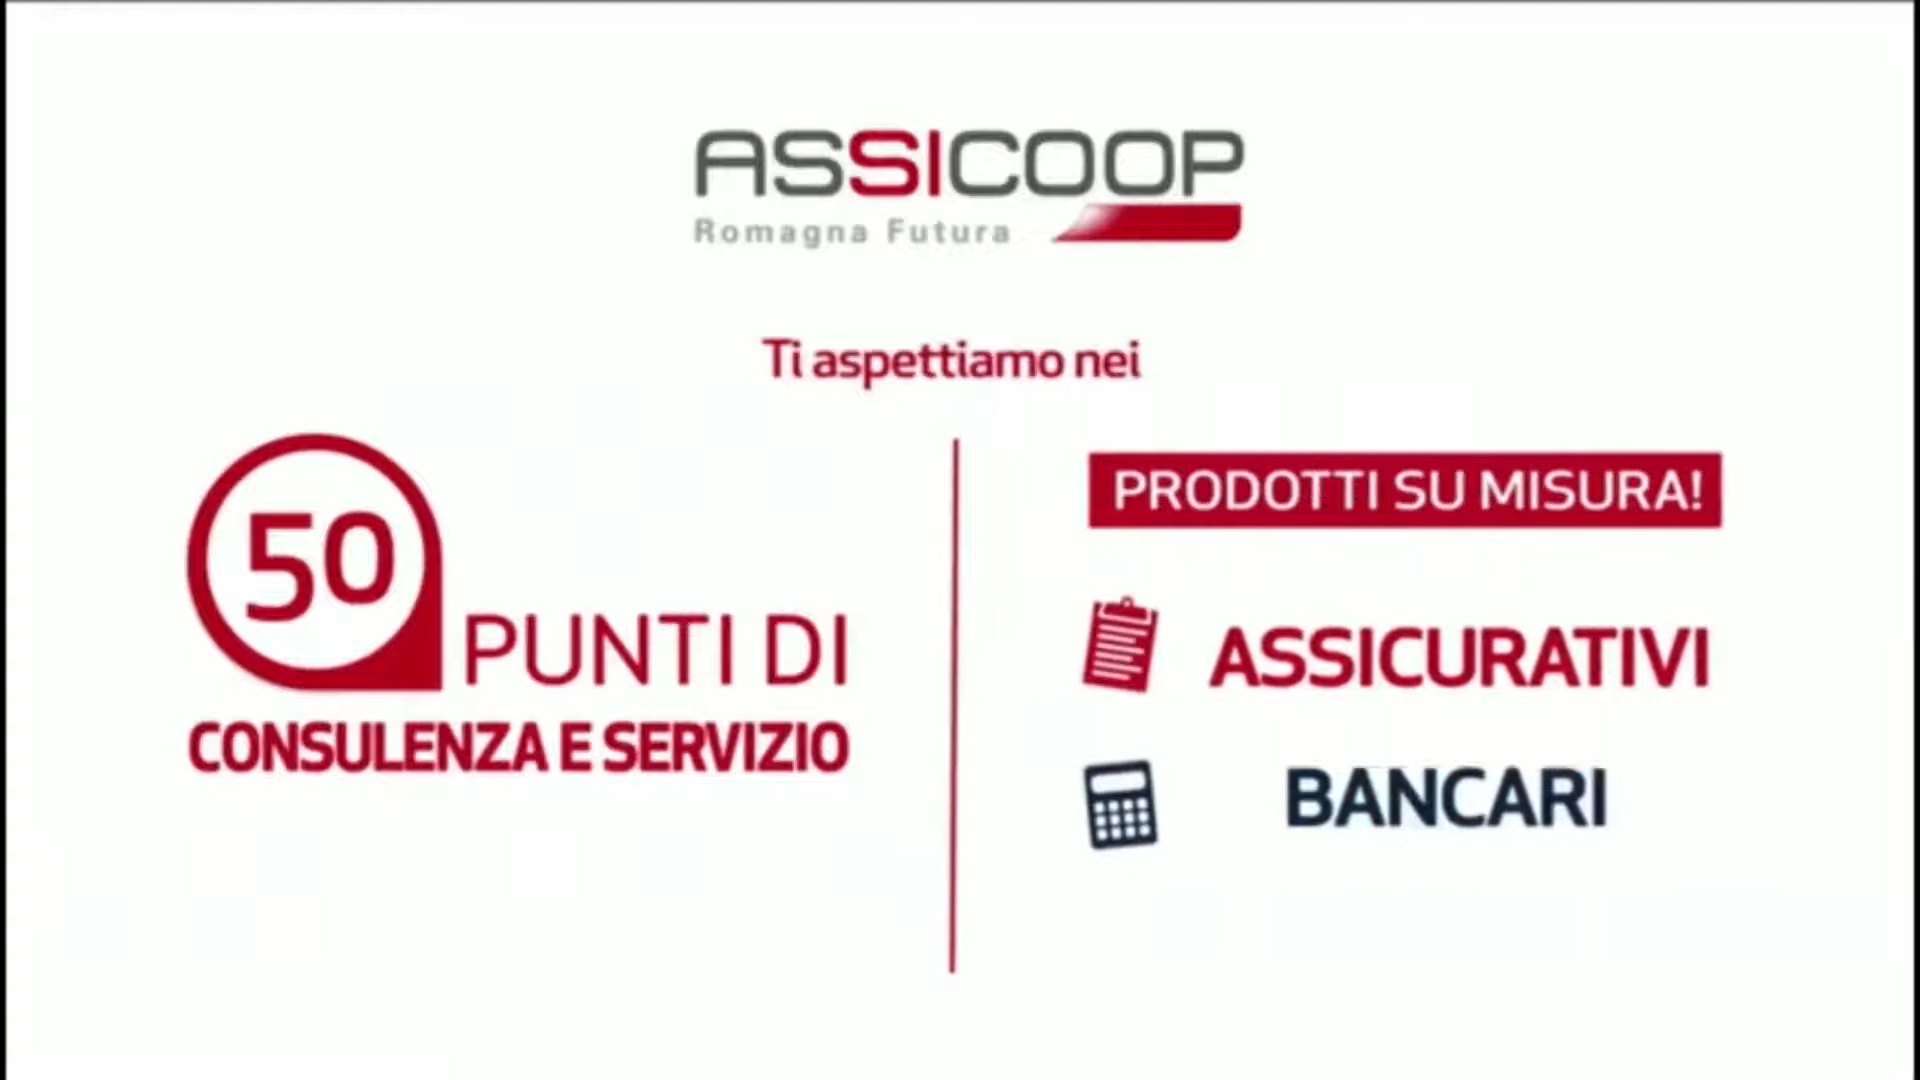 ASSICOOP
Romagna Futura
Ti aspettiamo nei
50
PUNTI DI
CONSULENZA E SERVIZIO
PRODOTTI SU MISURA!
ASSICURATIVI
BANCARI